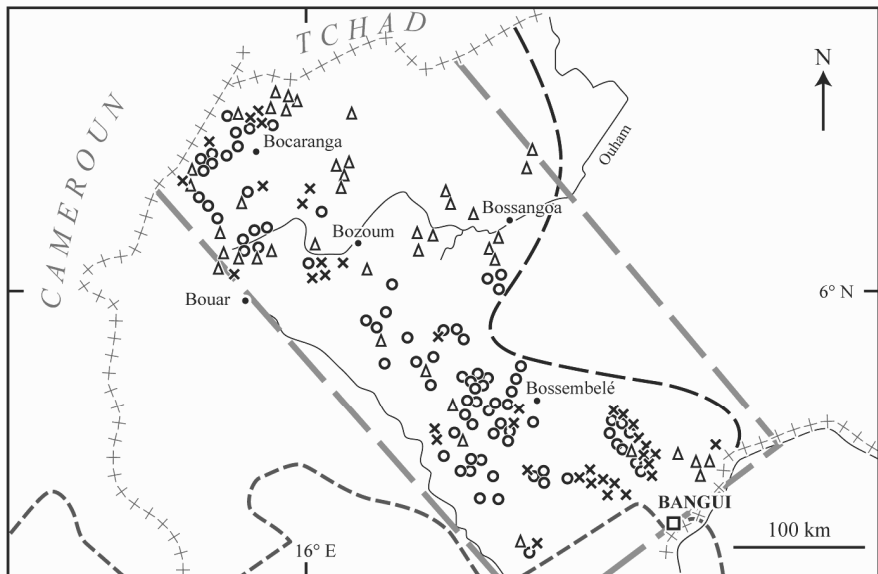 TCHAD
N
CAMEROUN
Ouham
Bocaranga
Bossangoa
Bozoum
6° N
Bouar
Bossembelé
BANGUI
100 km
16° E